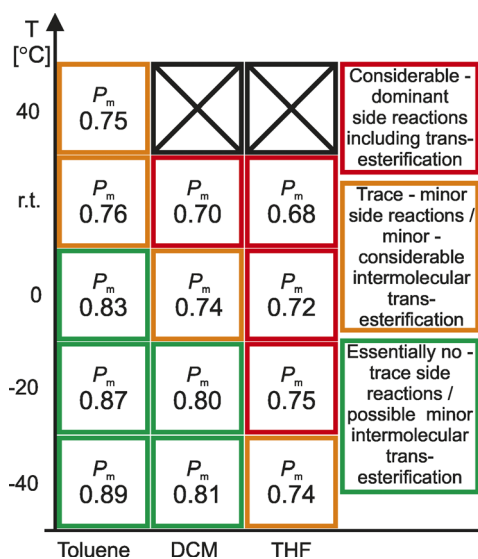 T
[°C]
40
Pm
0.75
Considerable -
dominant
side reactions
including trans-
esterification
r.t.
Pm
0.76
Pm
0.70
Pm
0.68
Trace - minor
side reactions /
minor -
considerable
intermolecular
trans-
esterification
0
Pm
0.83
Pm
0.74
Pm
0.72
-20
Pm
0.87
Pm
0.80
Pm
0.75
Essentially no -
trace side
reactions /
possible minor
intermolecular
trans-
esterification
-40
Pm
0.89
Pm
0.81
Pm
0.74
Toluene DCM THF